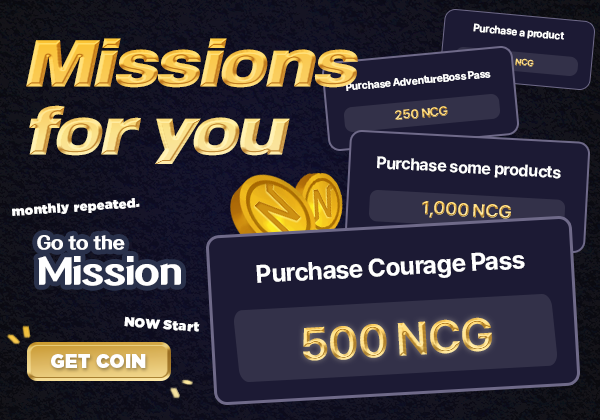 Missions
for you
Purchase a product
NCG
Purchase AdventureBoss Pass
250 NCG
Purchase some products
1,000 NCG
monthly repeated.
Go to the
Mission
Purchase Courage Pass
500 NCG
NOW Start
GET COIN